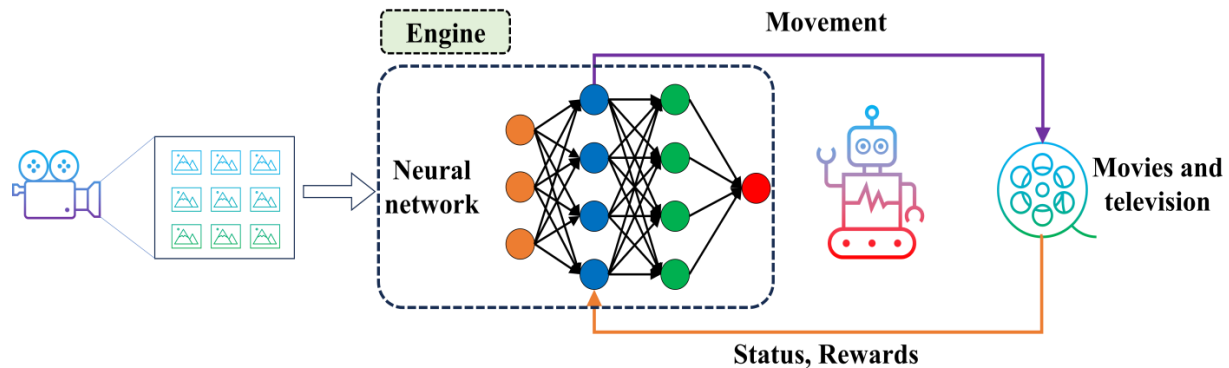 Engine
Movement
Neural
network
Movies and
television
Status, Rewards